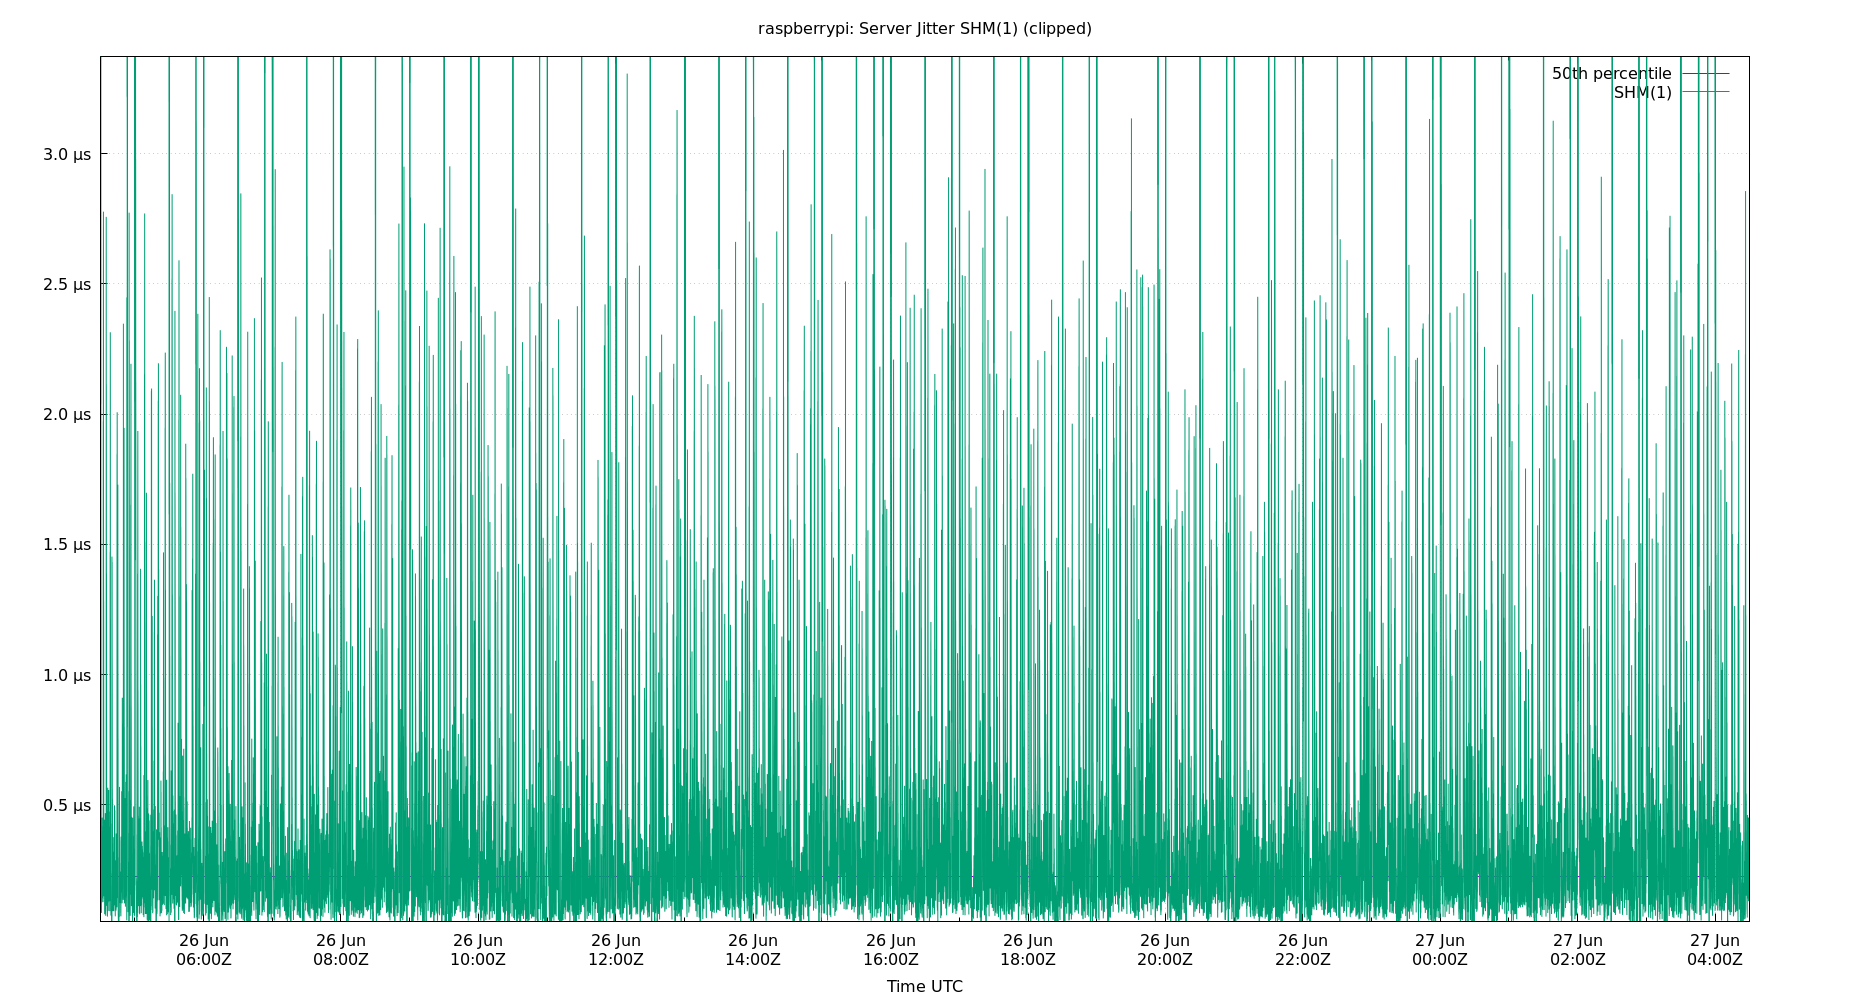 raspberrypi: Server Jitter SHM(1) (clipped)
50th percentile
SHM(1)
3.0 µs
2.5 µs
2.0 µs
1.5 µs
1.0 µs
0.5 µs
26 Jun 26 Jun 26 Jun 26 Jun 26 Jun 26 Jun 26 Jun 26 Jun 26 Jun 27 Jun 27 Jun 27 Jun
06:00Z 08:00Z 10:00Z 12:00Z 14:00Z 16:00Z 18:00Z 20:00Z 22:00Z 00:00Z 02:00Z 04:00Z
Time UTC